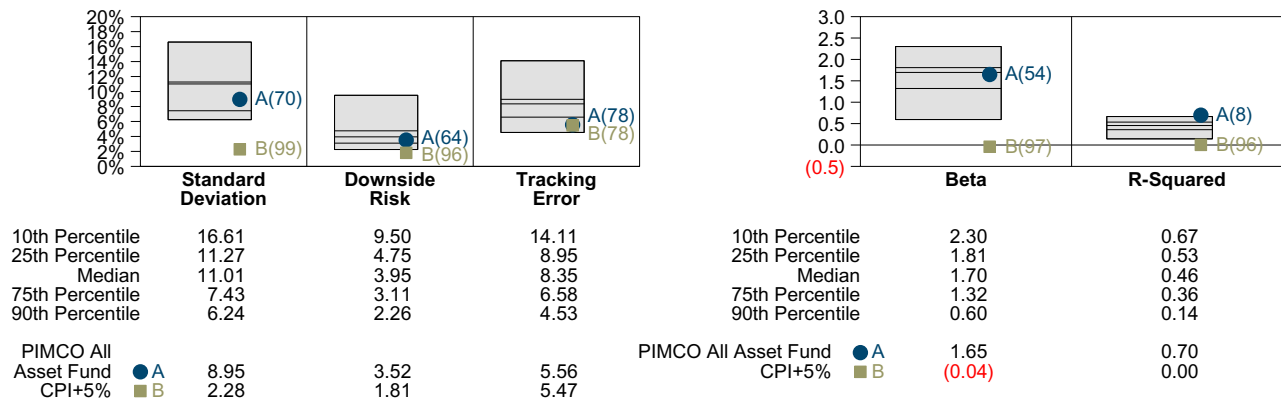 20%
18%
16%
14%
12%
10%
8%
6%
4%
2%
0%
A(70)
B(99)
A(64)
B(96)
A(78)
B(78)
Standard
Deviation
Downside
Risk
Tracking
Error
10th Percentile 16.61 9.50 14.11
25th Percentile 11.27 4.75 8.95
Median 11.01 3.95 8.35
75th Percentile 7.43 3.11 6.58
90th Percentile 6.24 2.26 4.53
PIMCO All
Asset Fund A 8.95 3.52 5.56
CPI+5% B 2.28 1.81 5.47
3.0
2.5
2.0
1.5
1.0
0.5
0.0
(0.5)
A(54)
B(97)
A(8)
B(96)
Beta R-Squared
10th Percentile 2.30 0.67
25th Percentile 1.81 0.53
Median 1.70 0.46
75th Percentile 1.32 0.36
90th Percentile 0.60 0.14
PIMCO All Asset Fund A 1.65 0.70
CPI+5% B (0.04) 0.00